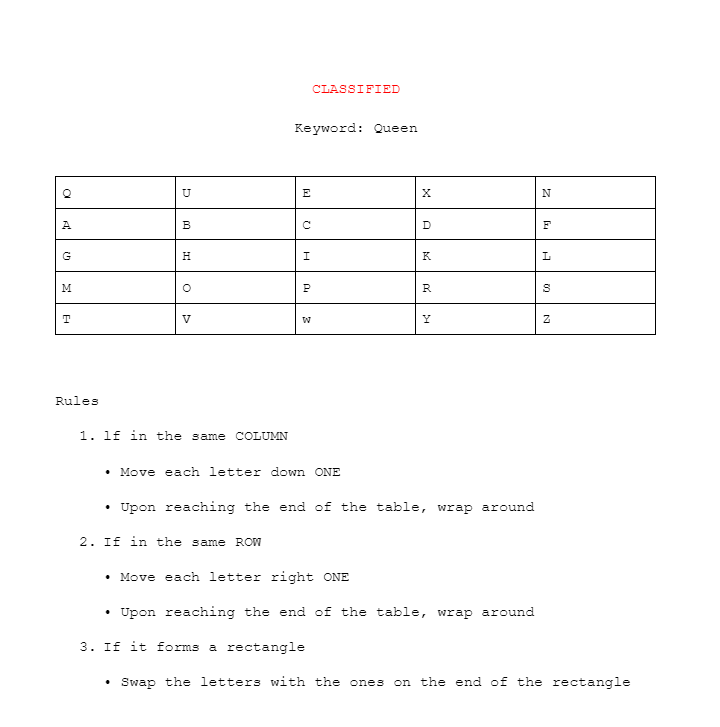 CLASSIFIED
Keyword: Queen
Q U E X N
A B C D F
G H I K L
M O P R S
T V W Y Z
Rules
1. lf in the same COLUMN
• Move each letter down ONE
• Upon reaching the end of the table, wrap around
2. If in the same ROW
• Move each letter right ONE
• Upon reaching the end of the table, wrap around
3. If it forms a rectangle
• Swap the letters with the ones on the end of the rectangle